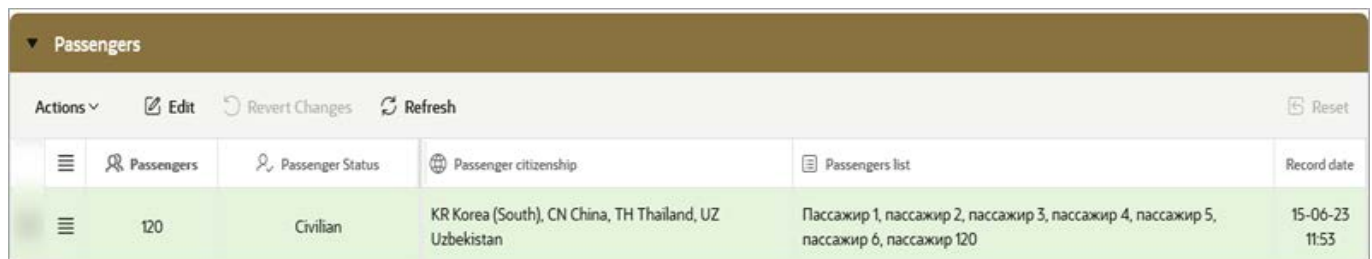 Passengers
Actions Edit Revert Changes Refresh Reset
Passengers Passenger Status Passenger citizenship Passengers list Record date
120 Civilian KR Korea (South), CN China, TH Thailand, UZ Uzbekistan Пассажир 1, пассажир 2, пассажир 3, пассажир 4, пассажир 5, пассажир 6, пассажир 120 15-06-23 11:53